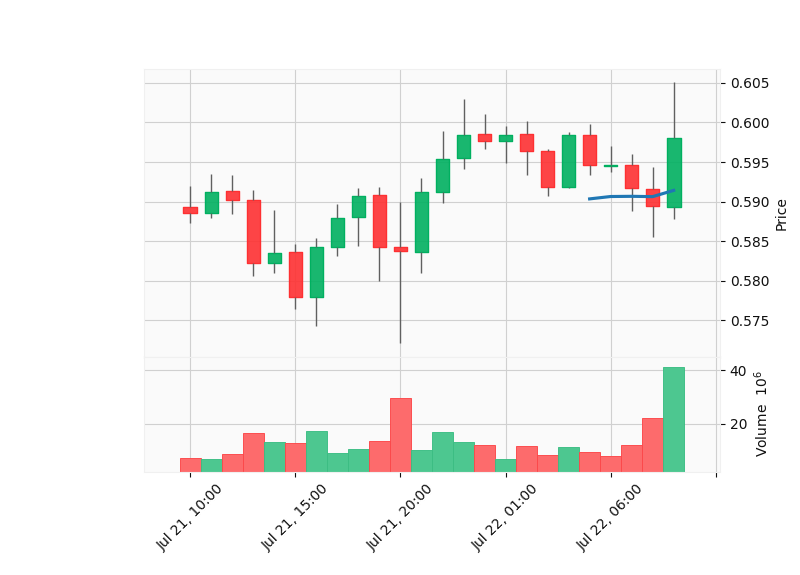 0.605
0.600
0.595
0.590
0.585
0.580
0.575
Price
40
20
Volume 10^6
Jul 21, 10:00
Jul 21, 15:00
Jul 21, 20:00
Jul 22, 01:00
Jul 22, 06:00